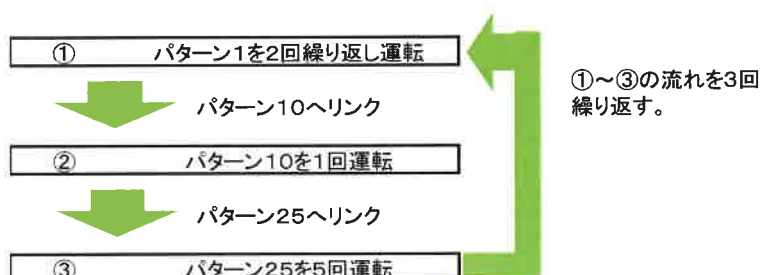 ① パターン1を2回繰り返し運転
パターン10へリンク
② パターン10を1回運転
パターン25へリンク
③ パターン25を5回運転
①～③の流れを3回
繰り返す。